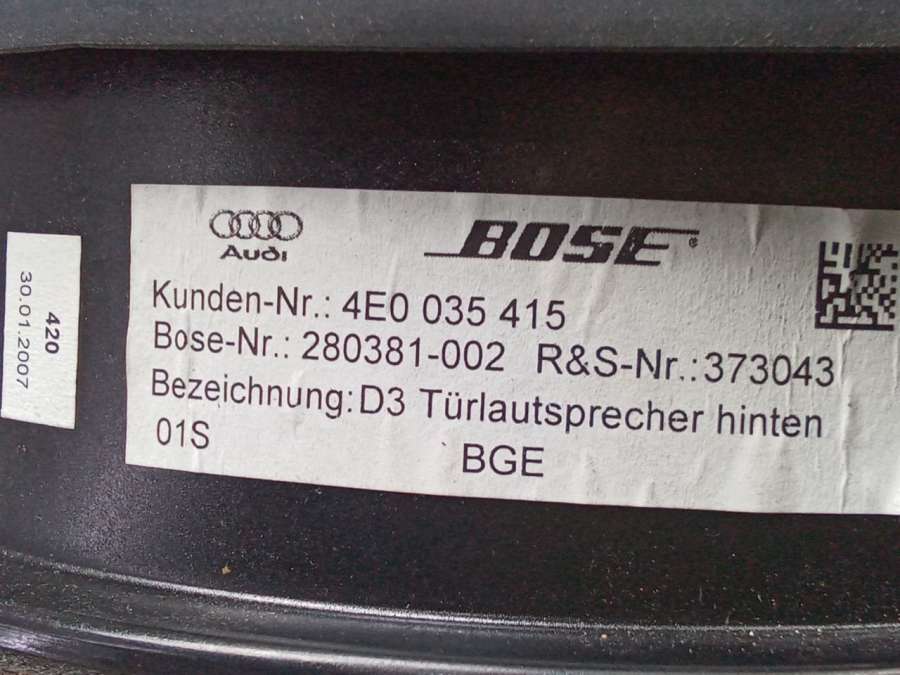 Audi
BOSE®
Kunden-Nr.: 4E0 035 415
Bose-Nr.: 280381-002 R&S-Nr.:373043
Bezeichnung:D3 Türlautsprecher hinten
01S BGE
420
30.01.2007